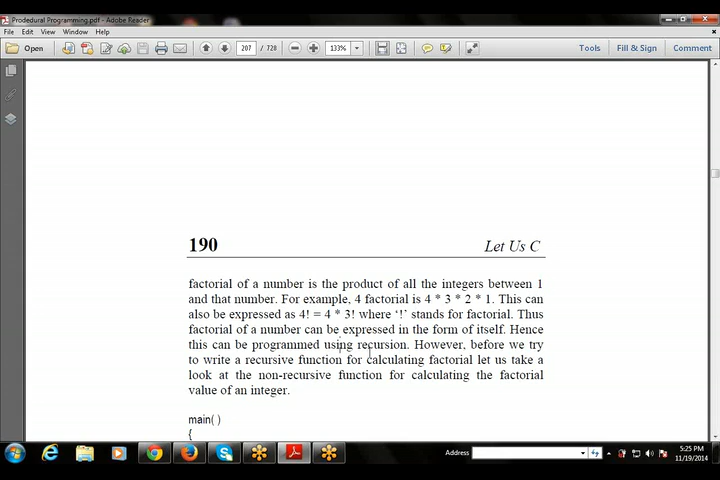 Prodedural Programming.pdf - Adobe Reader
File Edit View Window Help
Open 207 / 728 133% Tools Fill & Sign Comment
190 Let Us C
factorial of a number is the product of all the integers between 1
and that number. For example, 4 factorial is 4 * 3 * 2 * 1. This can
also be expressed as 4! = 4 * 3! where ‘!’ stands for factorial. Thus
factorial of a number can be expressed in the form of itself. Hence
this can be programmed using recursion. However, before we try
to write a recursive function for calculating factorial let us take a
look at the non-recursive function for calculating the factorial
value of an integer.
main( )
{
Address
5:25 PM
11/19/2014